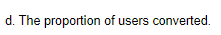 d. The proportion of users converted.